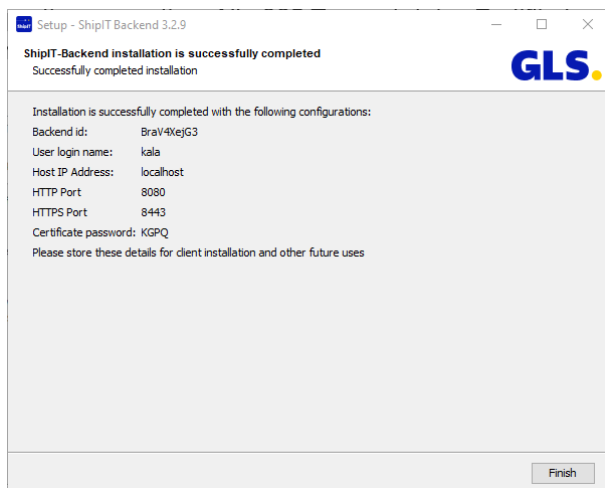 ShipIT
Setup - ShipIT Backend 3.2.9
ShipIT-Backend installation is successfully completed
Successfully completed installation
GLS.
Installation is successfully completed with the following configurations:
Backend id: BraV4XejG3
User login name: kala
Host IP Address: localhost
HTTP Port 8080
HTTPS Port 8443
Certificate password: KGPQ
Please store these details for client installation and other future uses
Finish